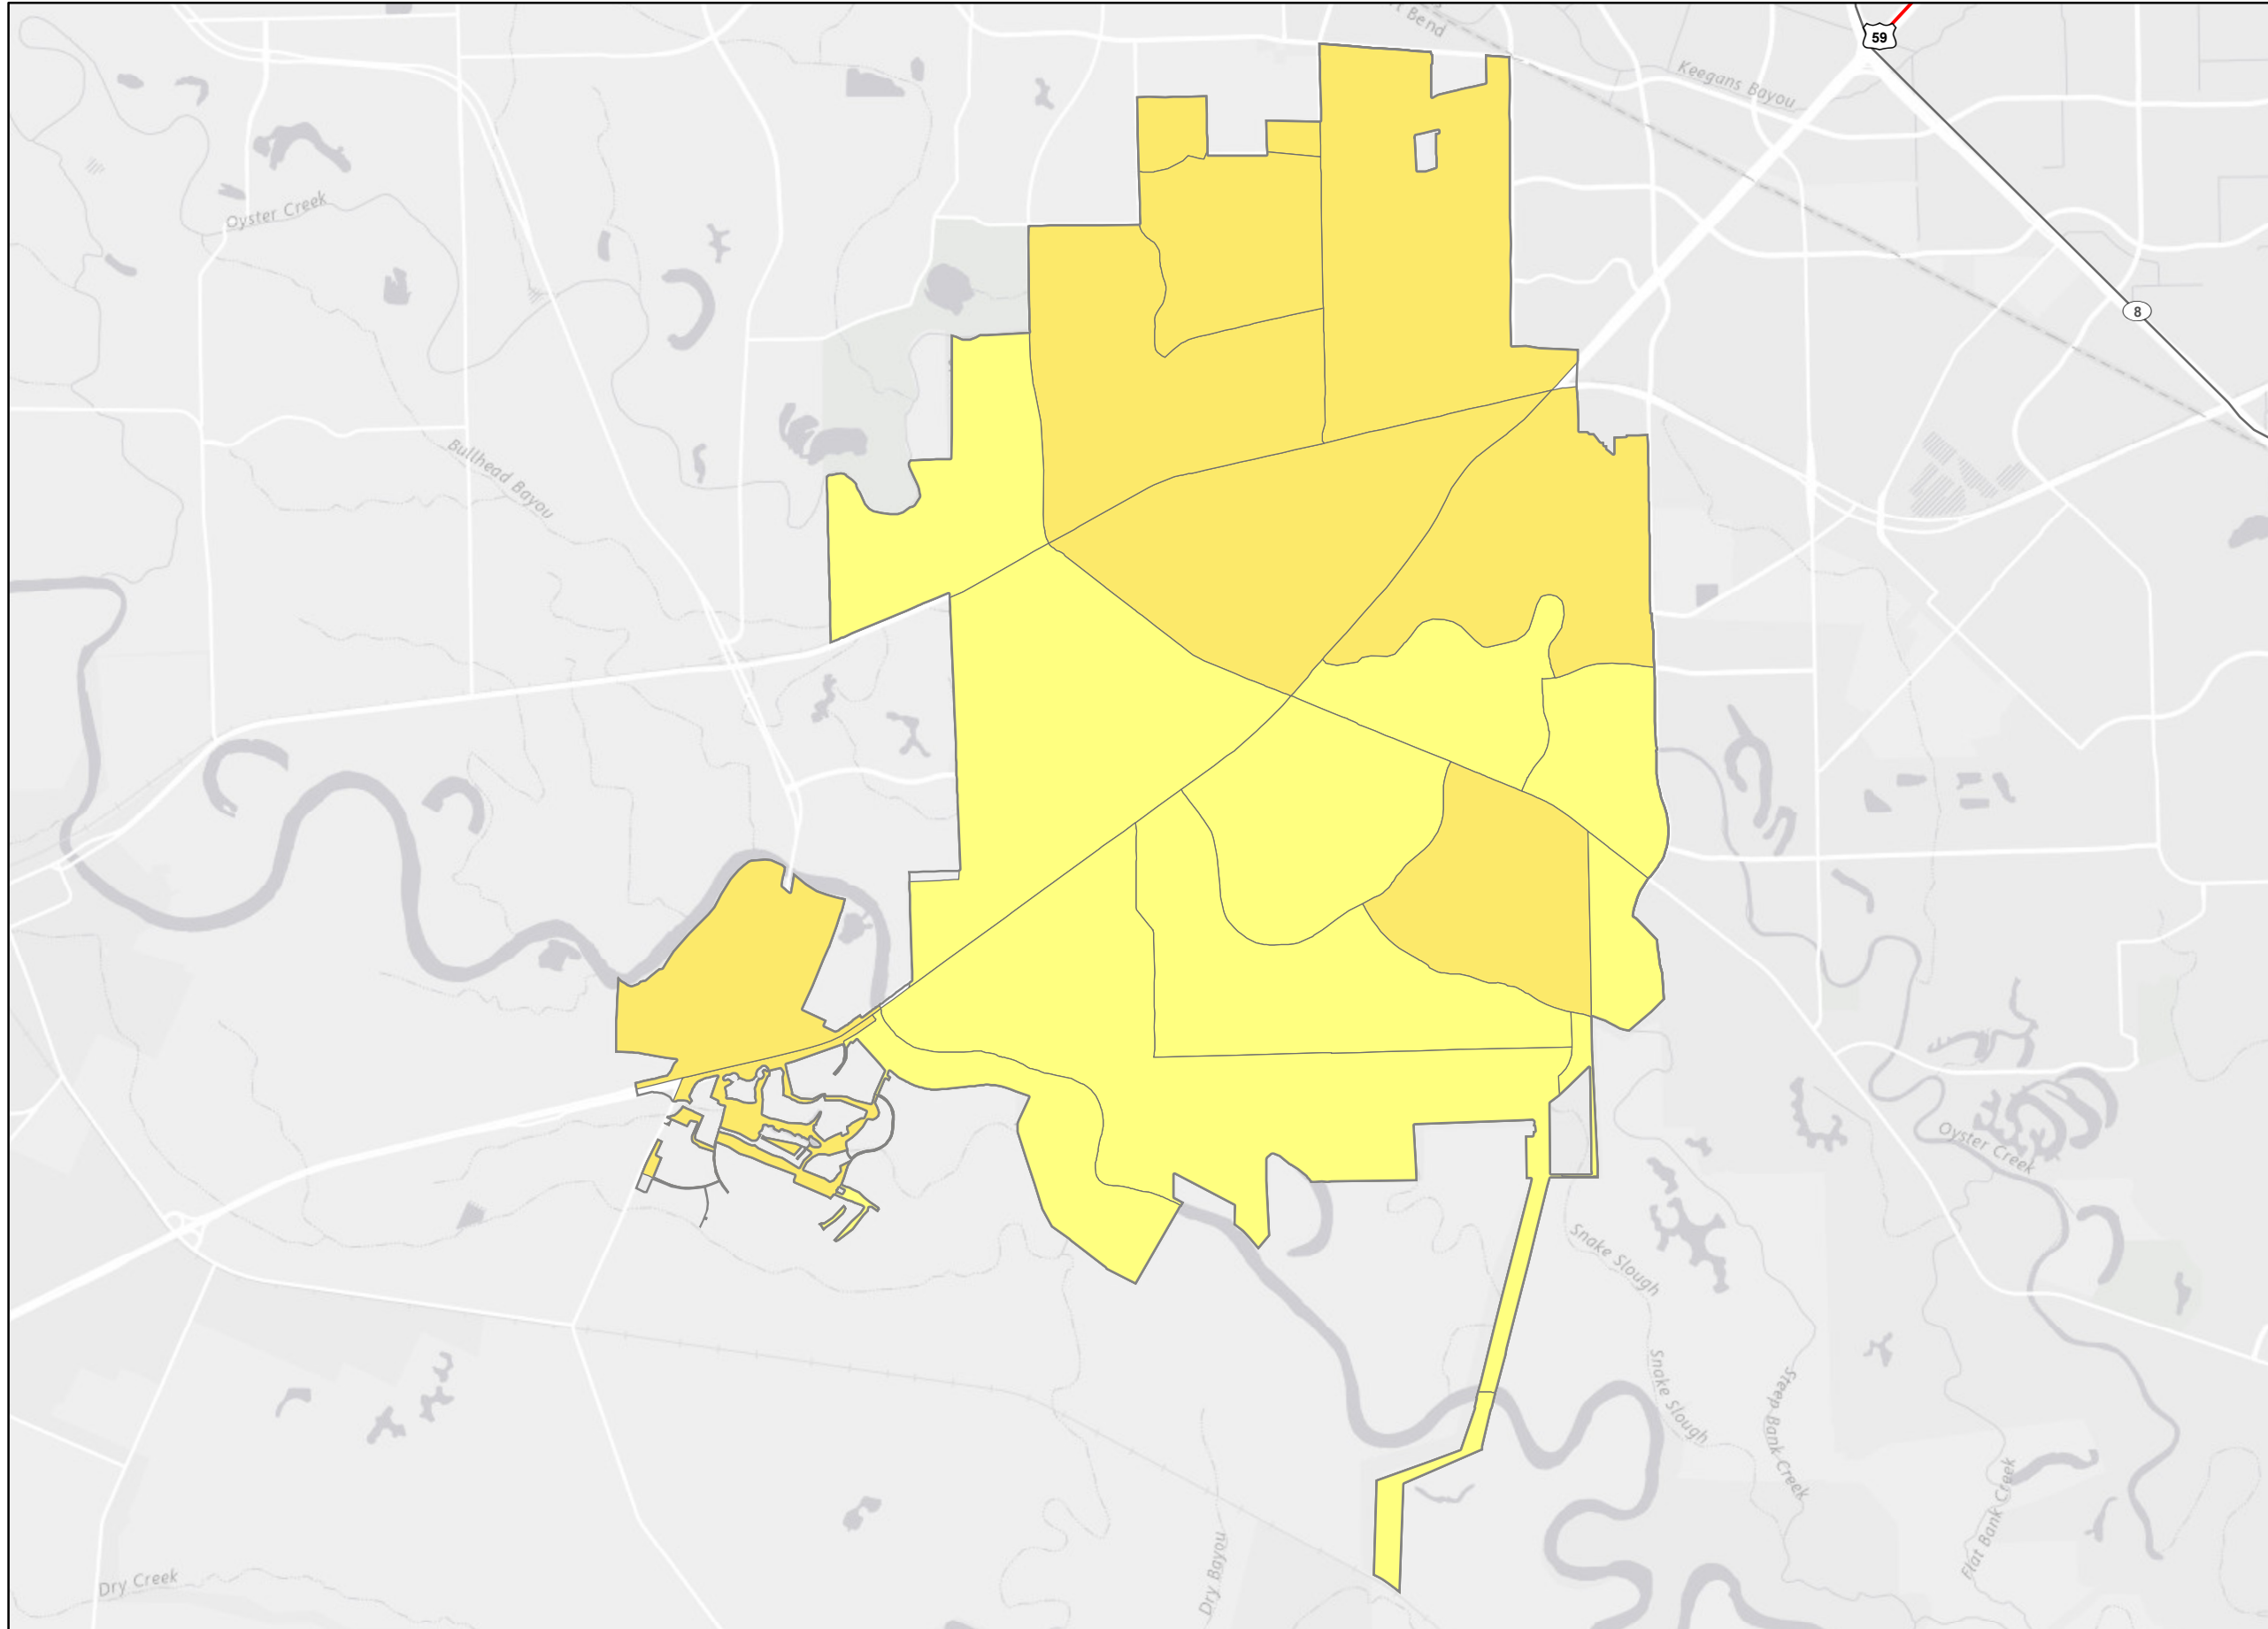 t Bend
59
Keegans Bayou
Oyster Creek
8
Bullhead Bayou
Oyster Creek
Snake Slough
Snake Slough
Steep Bank Creek
Flat Bank Creek
Dry Bayou
Dry Creek